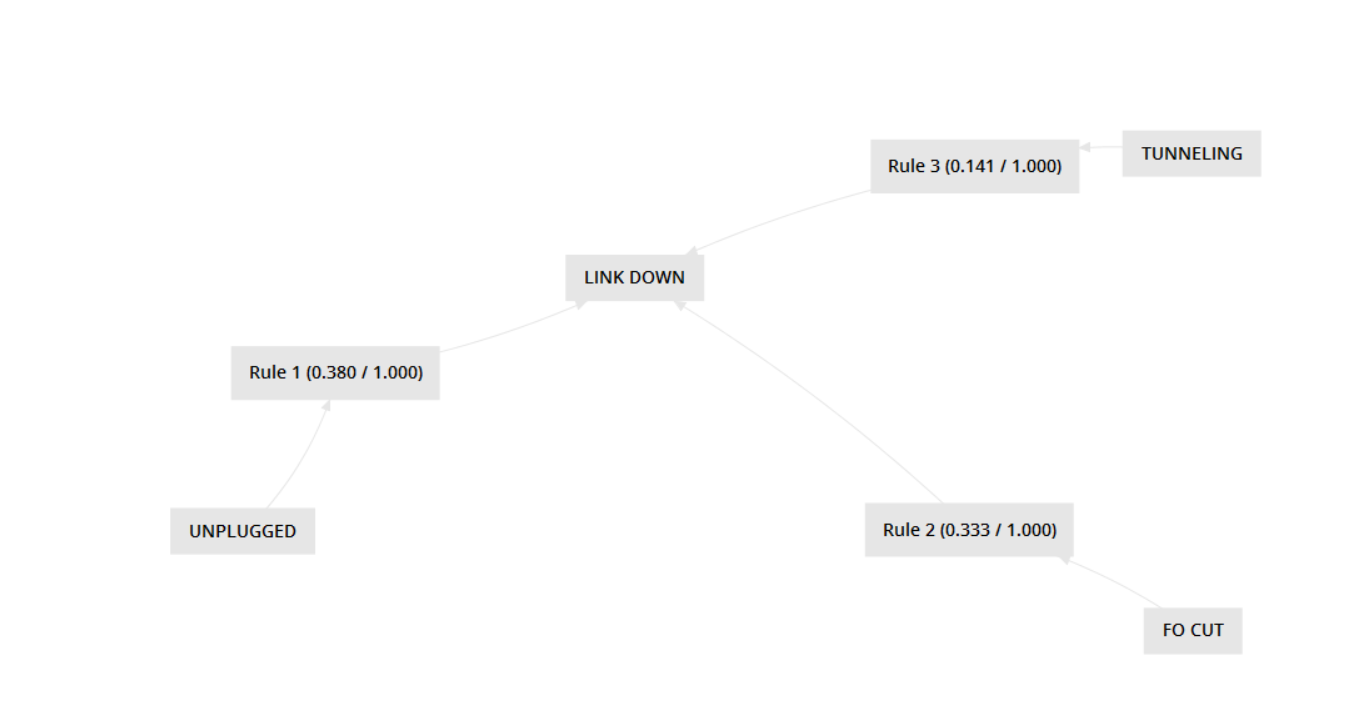 TUNNELING
Rule 3 (0.141 / 1.000)
LINK DOWN
Rule 1 (0.380 / 1.000)
UNPLUGGED
Rule 2 (0.333 / 1.000)
FO CUT